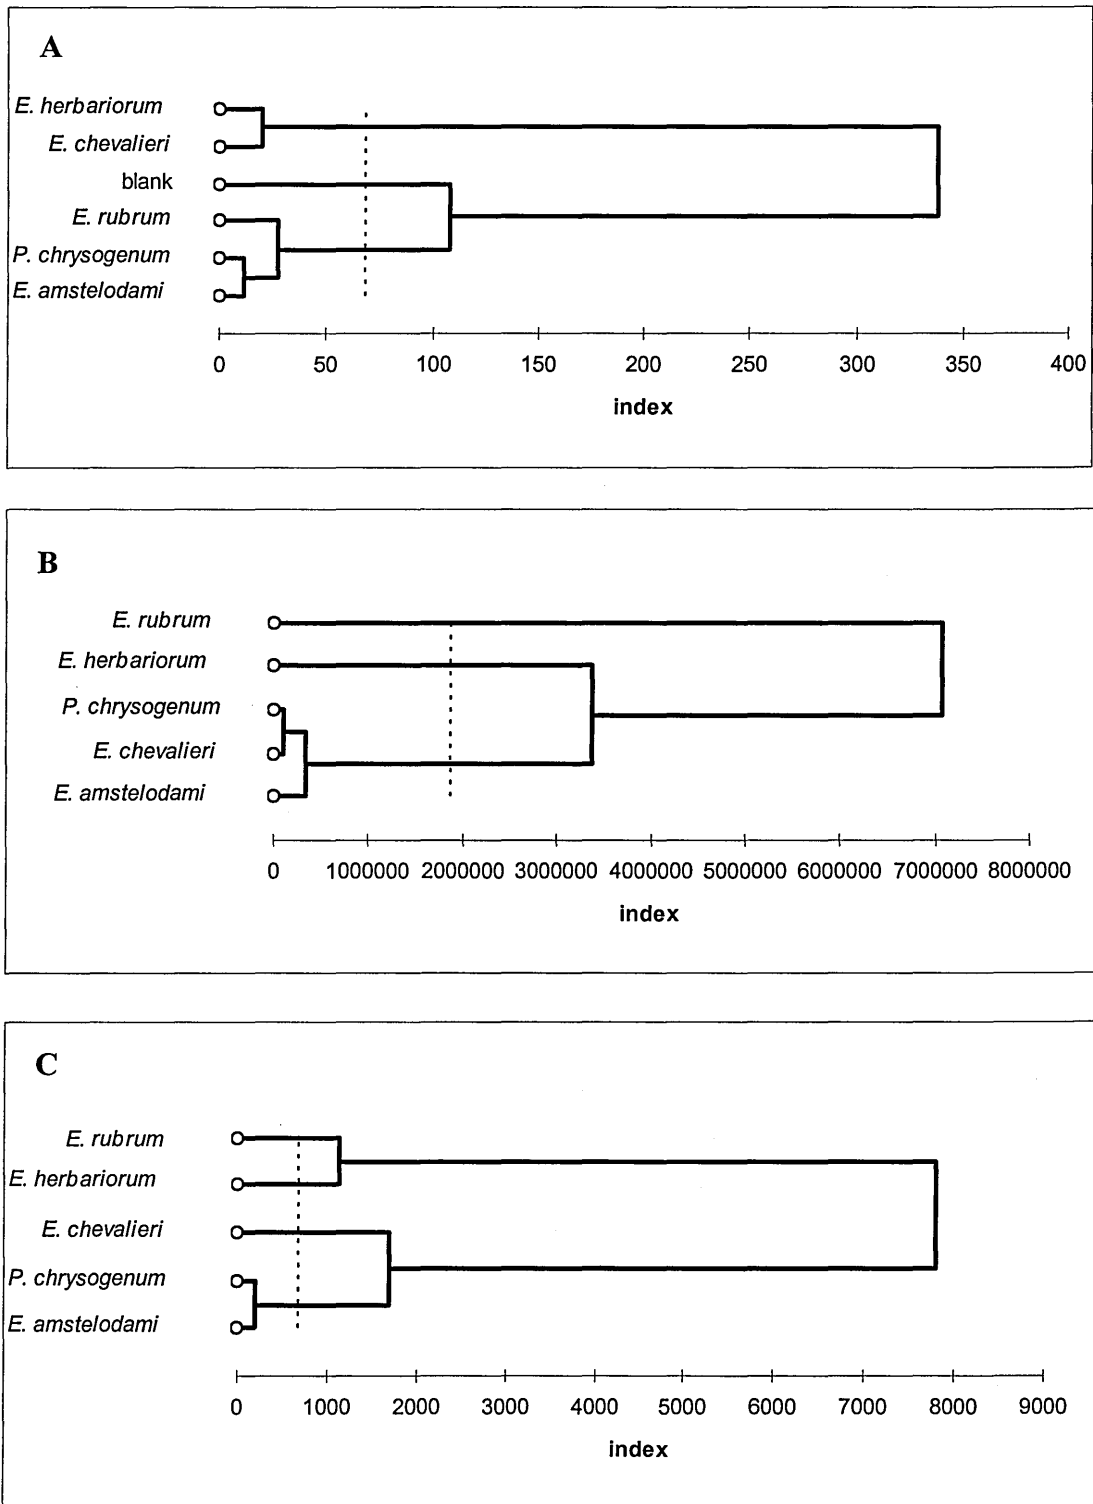 A
E. herbariorum
E. chevalieri
blank
E. rubrum
P. chrysogenum
E. amstelodami
0 50 100 150 200 250 300 350 400
index
B
E. rubrum
E. herbariorum
P. chrysogenum
E. chevalieri
E. amstelodami
0 1000000 2000000 3000000 4000000 5000000 6000000 7000000 8000000
index
C
E. rubrum
E. herbariorum
E. chevalieri
P. chrysogenum
E. amstelodami
0 1000 2000 3000 4000 5000 6000 7000 8000 9000
index